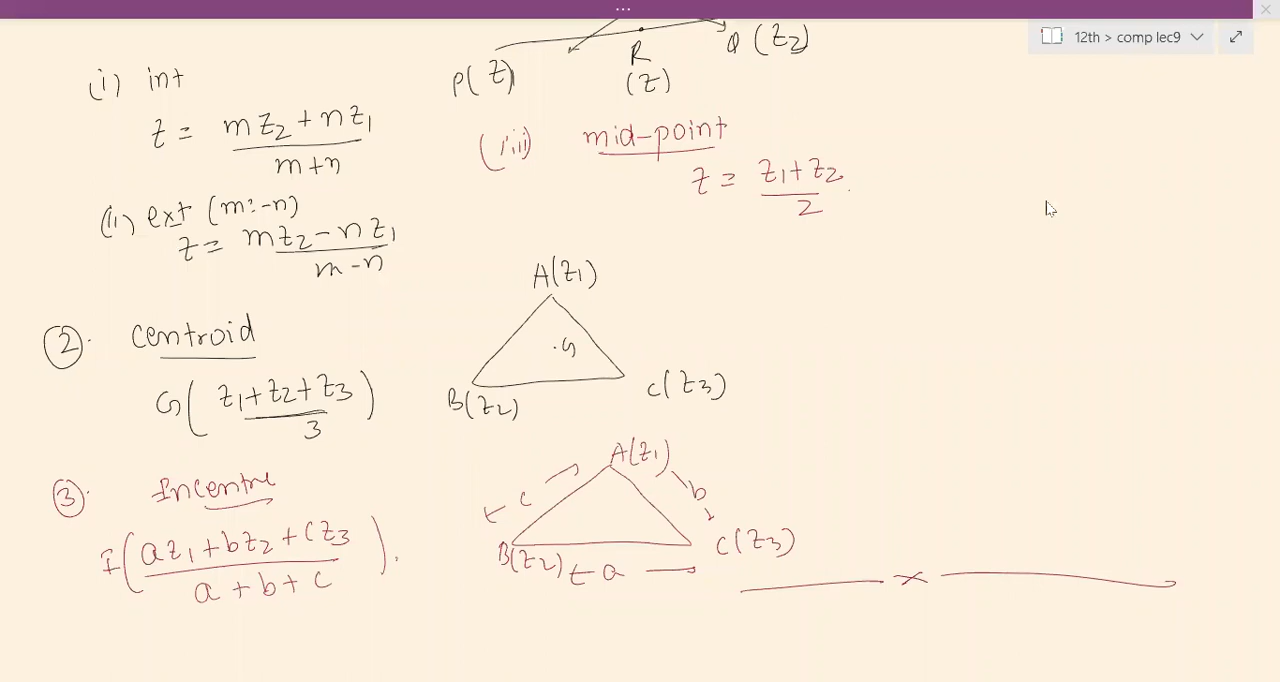 ...
12th > comp lec9
P(z) R (z) Q (z2)
(i) int
z = (mz2 + nz1)/(m+n)
(iii) mid-point
z = (z1+z2)/2
(ii) ext (m:-n)
z = (mz2 - nz1)/(m-n)
A(z1)
② . Centroid
.G
G( (z1+z2+z3)/3 )
B(z2) C(z3)
③ . Incentre
A(z1)
c b
I( (az1+bz2+cz3)/(a+b+c) ).
B(z2) a C(z3)